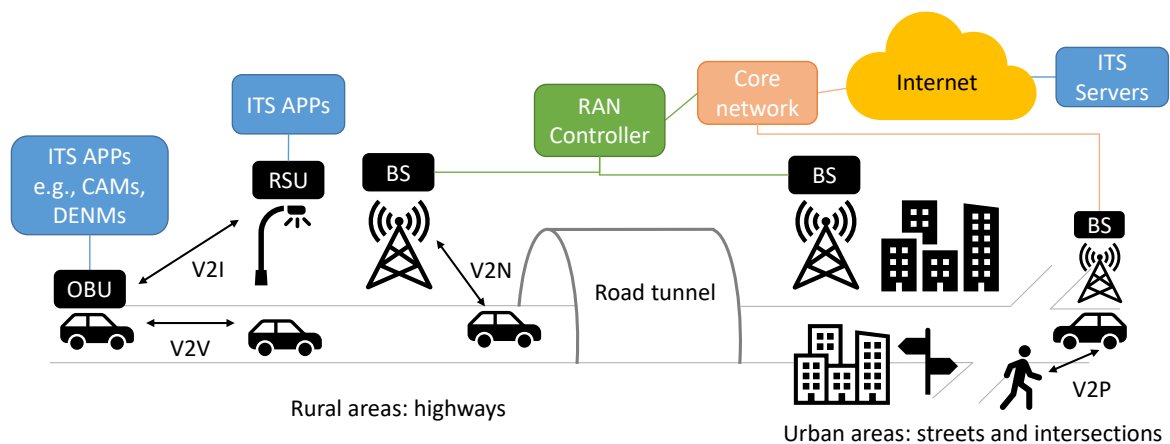 ITS APPs
Core
network
Internet
ITS
Servers
RAN
Controller
ITS APPs
e.g., CAMs,
DENMs
RSU
BS
BS
BS
V2I
V2N
OBU
Road tunnel
V2V
V2P
Rural areas: highways
Urban areas: streets and intersections